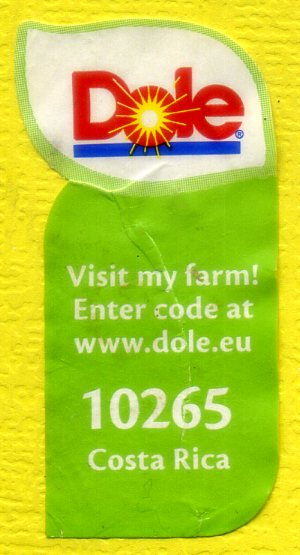 Dole®
Visit my farm!
Enter code at
www.dole.eu
10265
Costa Rica